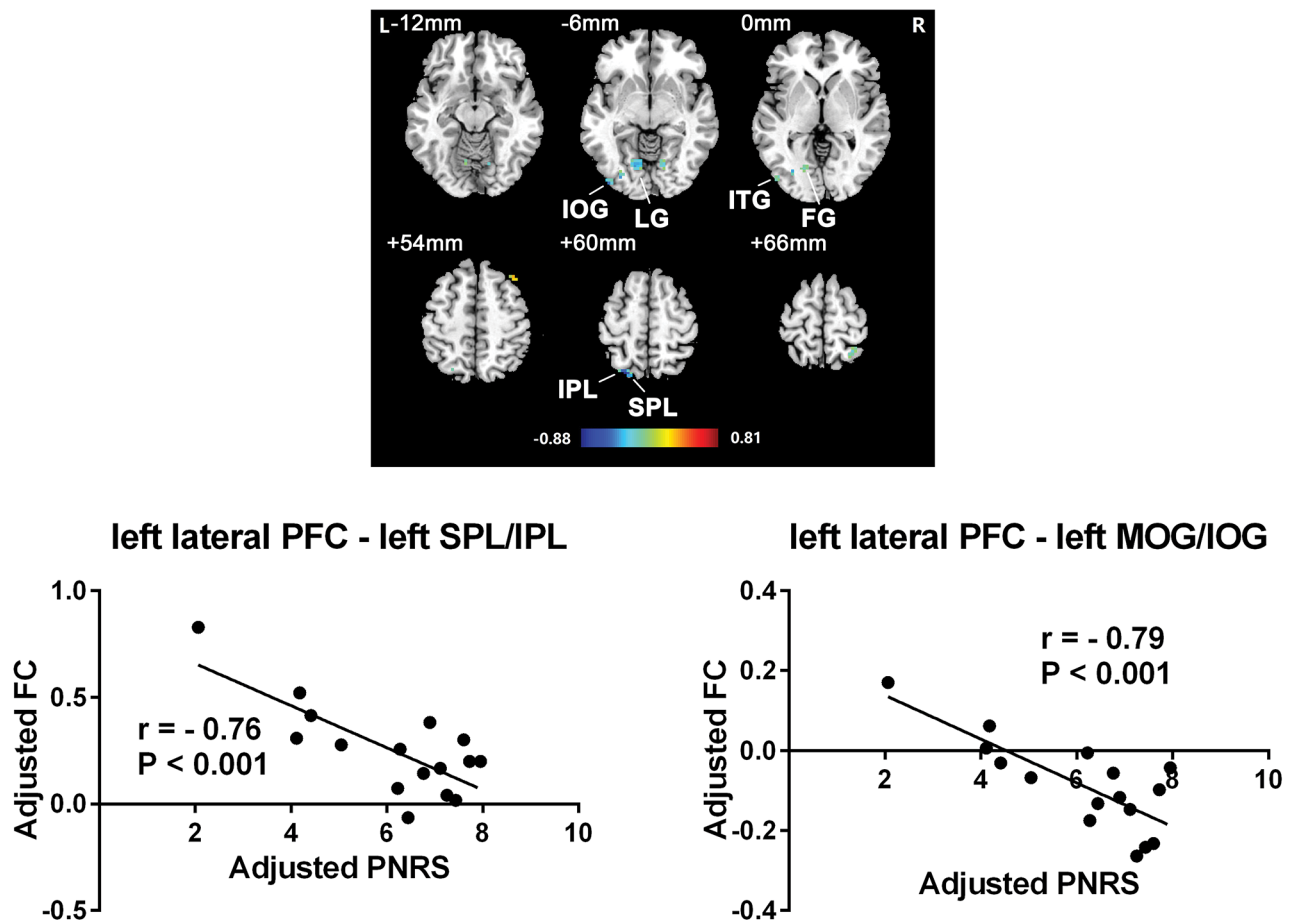 L -12mm -6mm 0mm R
IOG LG ITG FG
+54mm +60mm +66mm
IPL SPL
-0.88 0.81
left lateral PFC - left SPL/IPL
Adjusted FC
1.0
0.5
0.0
-0.5
r = - 0.76
P < 0.001
2 4 6 8 10
Adjusted PNRS
left lateral PFC - left MOG/IOG
Adjusted FC
0.4
0.2
0.0
-0.2
-0.4
r = - 0.79
P < 0.001
2 4 6 8 10
Adjusted PNRS